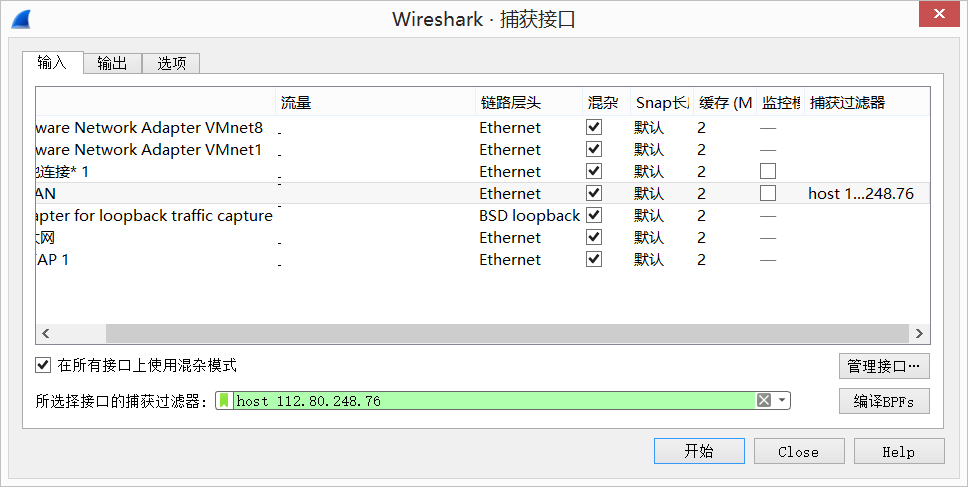 Wireshark · 捕获接口
输入 输出 选项
流量 链路层头 混杂 Snap长 缓存 (M 监控模 捕获过滤器
ware Network Adapter VMnet8 Ethernet 默认 2 —
ware Network Adapter VMnet1 Ethernet 默认 2 —
连接* 1 Ethernet 默认 2
AN Ethernet 默认 2 host 1...248.76
apter for loopback traffic capture BSD loopback 默认 2 —
网 Ethernet 默认 2 —
AP 1 Ethernet 默认 2 —
在所有接口上使用混杂模式
管理接口…
所选择接口的捕获过滤器: host 112.80.248.76
编译BPFs
开始 Close Help